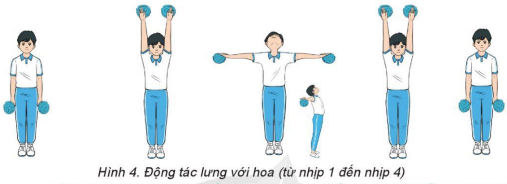 Hình 4. Động tác lưng với hoa (từ nhịp 1 đến nhịp 4)